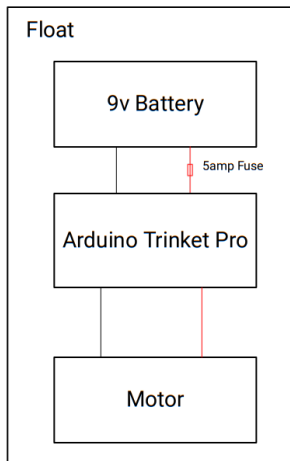 Float
9v Battery
5amp Fuse
Arduino Trinket Pro
Motor